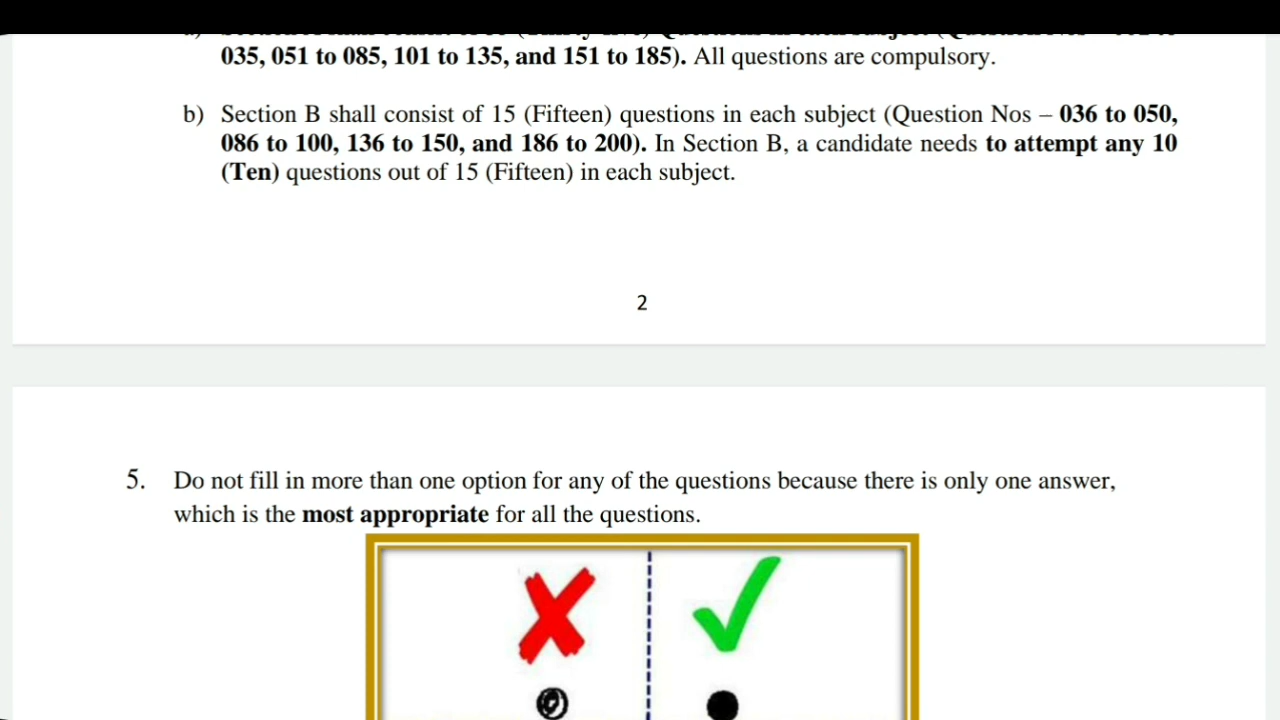 035, 051 to 085, 101 to 135, and 151 to 185). All questions are compulsory.
b) Section B shall consist of 15 (Fifteen) questions in each subject (Question Nos – 036 to 050,
086 to 100, 136 to 150, and 186 to 200). In Section B, a candidate needs to attempt any 10
(Ten) questions out of 15 (Fifteen) in each subject.
2
5. Do not fill in more than one option for any of the questions because there is only one answer,
which is the most appropriate for all the questions.